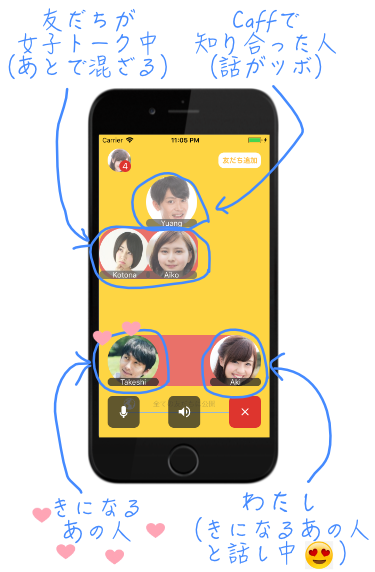 友だちが
女子トーク中
(あとで混ざる)
Caffで
知り合った人
(話がツボ)
Carrier 11:05 PM
4
友だち追加
Yuang
Kotona Aiko
Takeshi Aki
きになる
あの人
わたし
(きになるあの人
と話し中 )